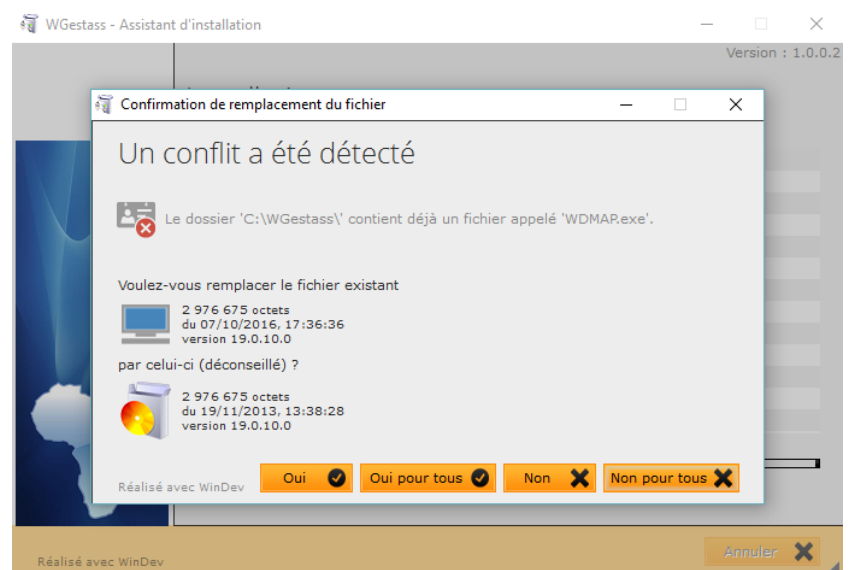 WGestass - Assistant d'installation
Version : 1.0.0.2
Confirmation de remplacement du fichier
Un conflit a été détecté
Le dossier 'C:\WGestass\' contient déjà un fichier appelé 'WDMAP.exe'.
Voulez-vous remplacer le fichier existant
2 976 675 octets
du 07/10/2016, 17:36:36
version 19.0.10.0
par celui-ci (déconseillé) ?
2 976 675 octets
du 19/11/2013, 13:38:28
version 19.0.10.0
Réalisé avec WinDev
Oui
Oui pour tous
Non
Non pour tous
Réalisé avec WinDev
Annuler